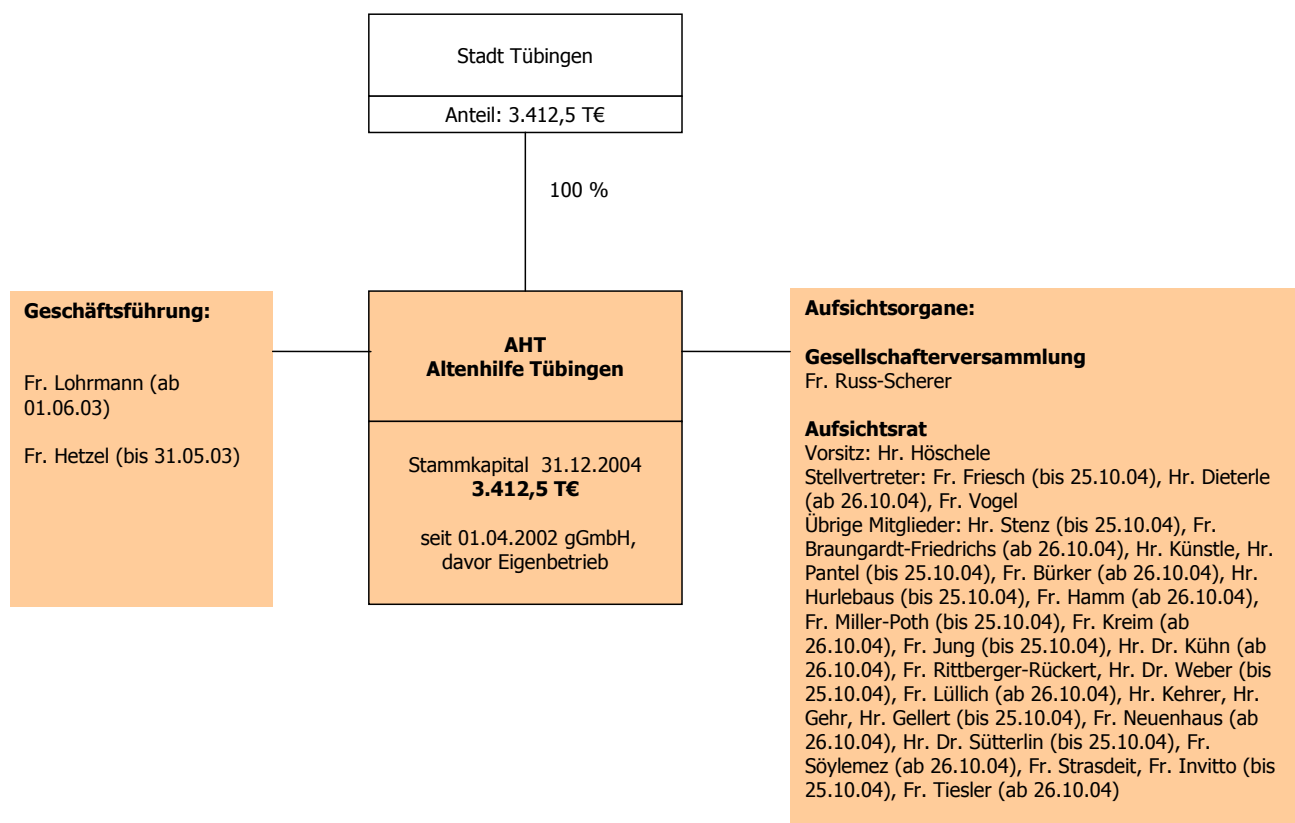 Stadt Tübingen
Anteil: 3.412,5 T€
100 %
Geschäftsführung:
Fr. Lohrmann (ab
01.06.03)
Fr. Hetzel (bis 31.05.03)
AHT
Altenhilfe Tübingen
Stammkapital  31.12.2004
3.412,5 T€
seit 01.04.2002 gGmbH,
davor Eigenbetrieb
Aufsichtsorgane:
Gesellschafterversammlung
Fr. Russ-Scherer
Aufsichtsrat
Vorsitz: Hr. Höschele
Stellvertreter: Fr. Friesch (bis 25.10.04), Hr. Dieterle
(ab 26.10.04), Fr. Vogel
Übrige Mitglieder: Hr. Stenz (bis 25.10.04), Fr.
Braungardt-Friedrichs (ab 26.10.04), Hr. Künstle, Hr.
Pantel (bis 25.10.04), Fr. Bürker (ab 26.10.04), Hr.
Hurlebaus (bis 25.10.04), Fr. Hamm (ab 26.10.04),
Fr. Miller-Poth (bis 25.10.04), Fr. Kreim (ab
26.10.04), Fr. Jung (bis 25.10.04), Hr. Dr. Kühn (ab
26.10.04), Fr. Rittberger-Rückert, Hr. Dr. Weber (bis
25.10.04), Fr. Lüllich (ab 26.10.04), Hr. Kehrer, Hr.
Gehr, Hr. Gellert (bis 25.10.04), Fr. Neuenhaus (ab
26.10.04), Hr. Dr. Sütterlin (bis 25.10.04), Fr.
Söylemez (ab 26.10.04), Fr. Strasdeit, Fr. Invitto (bis
25.10.04), Fr. Tiesler (ab 26.10.04)